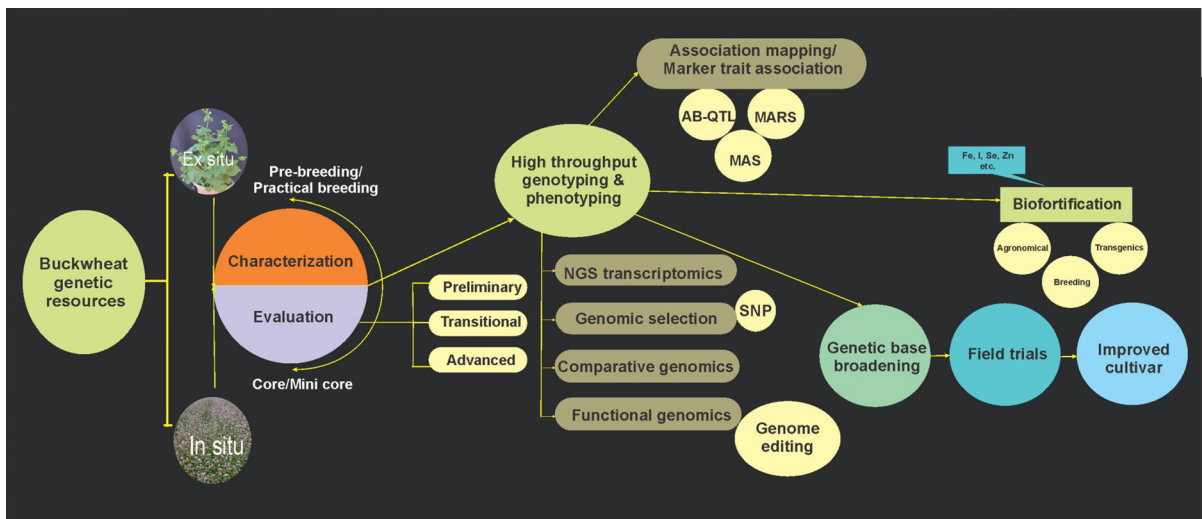 Buckwheat
genetic
resources
Ex situ
In situ
Pre-breeding/
Practical breeding
Characterization
Evaluation
Core/Mini core
Preliminary
Transitional
Advanced
High throughput
genotyping &
phenotyping
Association mapping/
Marker trait association
AB-QTL
MARS
MAS
NGS transcriptomics
Genomic selection
SNP
Comparative genomics
Functional genomics
Genome
editing
Fe, I, Se, Zn
etc.
Biofortification
Agronomical
Transgenics
Breeding
Genetic base
broadening
Field trials
Improved
cultivar